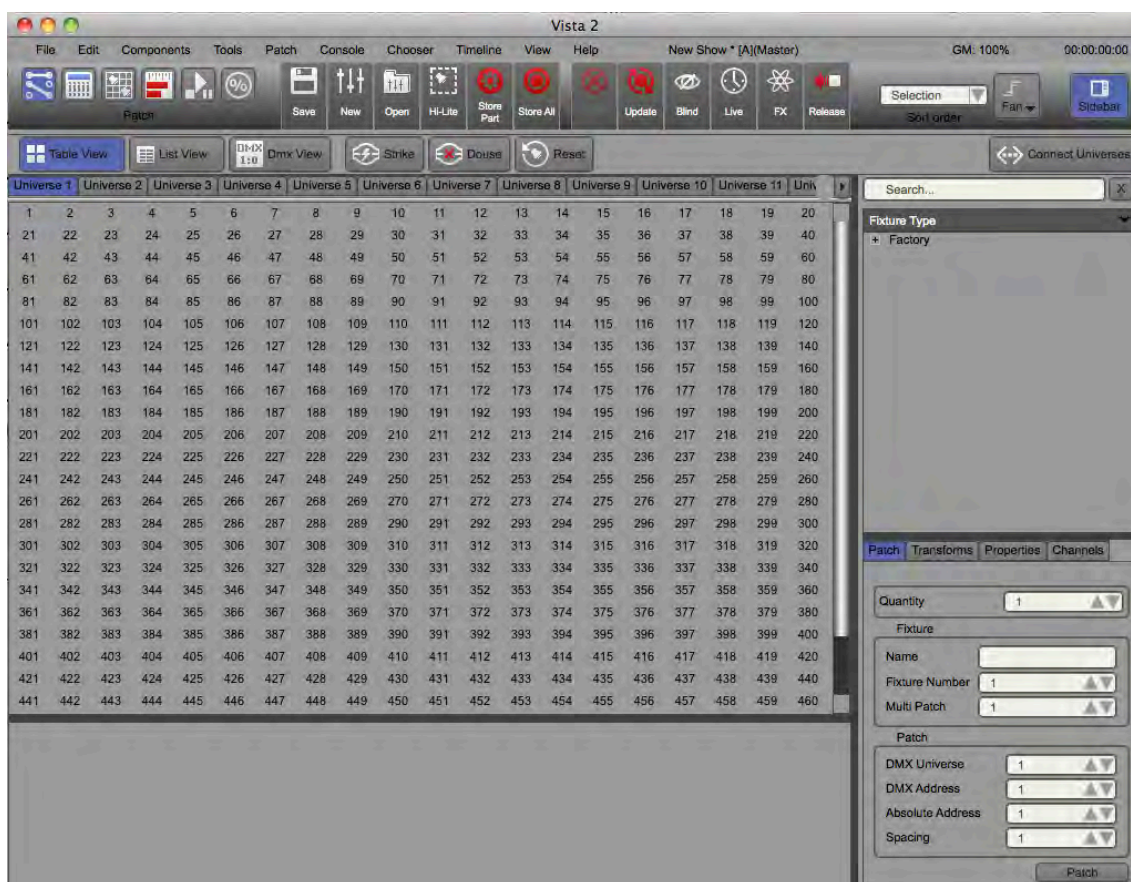 Vista 2
File Edit Components Tools Patch Console Chooser Timeline View Help New Show * [A](Master) GM: 100% 00:00:00:00
Patch Save New Open Hi-Lite Store Part Store All Update Blind Live FX Release Selection Sort order Fan Sidebar
Table View List View DMX 1:0 Dmx View Strike Douse Reset Connect Universes
Universe 1 Universe 2 Universe 3 Universe 4 Universe 5 Universe 6 Universe 7 Universe 8 Universe 9 Universe 10 Universe 11 Univ
Search... X
Fixture Type
+ Factory
1 2 3 4 5 6 7 8 9 10 11 12 13 14 15 16 17 18 19 20
21 22 23 24 25 26 27 28 29 30 31 32 33 34 35 36 37 38 39 40
41 42 43 44 45 46 47 48 49 50 51 52 53 54 55 56 57 58 59 60
61 62 63 64 65 66 67 68 69 70 71 72 73 74 75 76 77 78 79 80
81 82 83 84 85 86 87 88 89 90 91 92 93 94 95 96 97 98 99 100
101 102 103 104 105 106 107 108 109 110 111 112 113 114 115 116 117 118 119 120
121 122 123 124 125 126 127 128 129 130 131 132 133 134 135 136 137 138 139 140
141 142 143 144 145 146 147 148 149 150 151 152 153 154 155 156 157 158 159 160
161 162 163 164 165 166 167 168 169 170 171 172 173 174 175 176 177 178 179 180
181 182 183 184 185 186 187 188 189 190 191 192 193 194 195 196 197 198 199 200
201 202 203 204 205 206 207 208 209 210 211 212 213 214 215 216 217 218 219 220
221 222 223 224 225 226 227 228 229 230 231 232 233 234 235 236 237 238 239 240
241 242 243 244 245 246 247 248 249 250 251 252 253 254 255 256 257 258 259 260
261 262 263 264 265 266 267 268 269 270 271 272 273 274 275 276 277 278 279 280
281 282 283 284 285 286 287 288 289 290 291 292 293 294 295 296 297 298 299 300
301 302 303 304 305 306 307 308 309 310 311 312 313 314 315 316 317 318 319 320
321 322 323 324 325 326 327 328 329 330 331 332 333 334 335 336 337 338 339 340
341 342 343 344 345 346 347 348 349 350 351 352 353 354 355 356 357 358 359 360
361 362 363 364 365 366 367 368 369 370 371 372 373 374 375 376 377 378 379 380
381 382 383 384 385 386 387 388 389 390 391 392 393 394 395 396 397 398 399 400
401 402 403 404 405 406 407 408 409 410 411 412 413 414 415 416 417 418 419 420
421 422 423 424 425 426 427 428 429 430 431 432 433 434 435 436 437 438 439 440
441 442 443 444 445 446 447 448 449 450 451 452 453 454 455 456 457 458 459 460
Patch Transforms Properties Channels
Quantity 1
Fixture
Name
Fixture Number 1
Multi Patch 1
Patch
DMX Universe 1
DMX Address 1
Absolute Address 1
Spacing 1
Patch